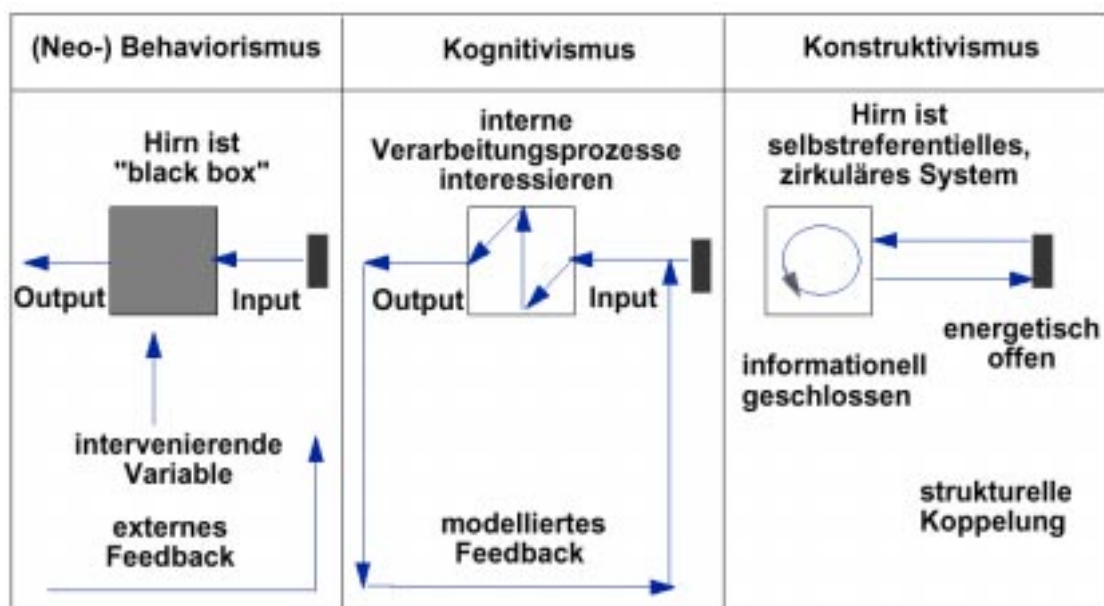 (Neo-) Behaviorismus
Kognitivismus
Konstruktivismus
Hirn ist
"black box"
Output
Input
intervenierende
Variable
externes
Feedback
interne
Verarbeitungsprozesse
interessieren
Output
Input
modelliertes
Feedback
Hirn ist
selbstreferentielles,
zirkuläres System
energetisch
offen
informationell
geschlossen
strukturelle
Koppelung